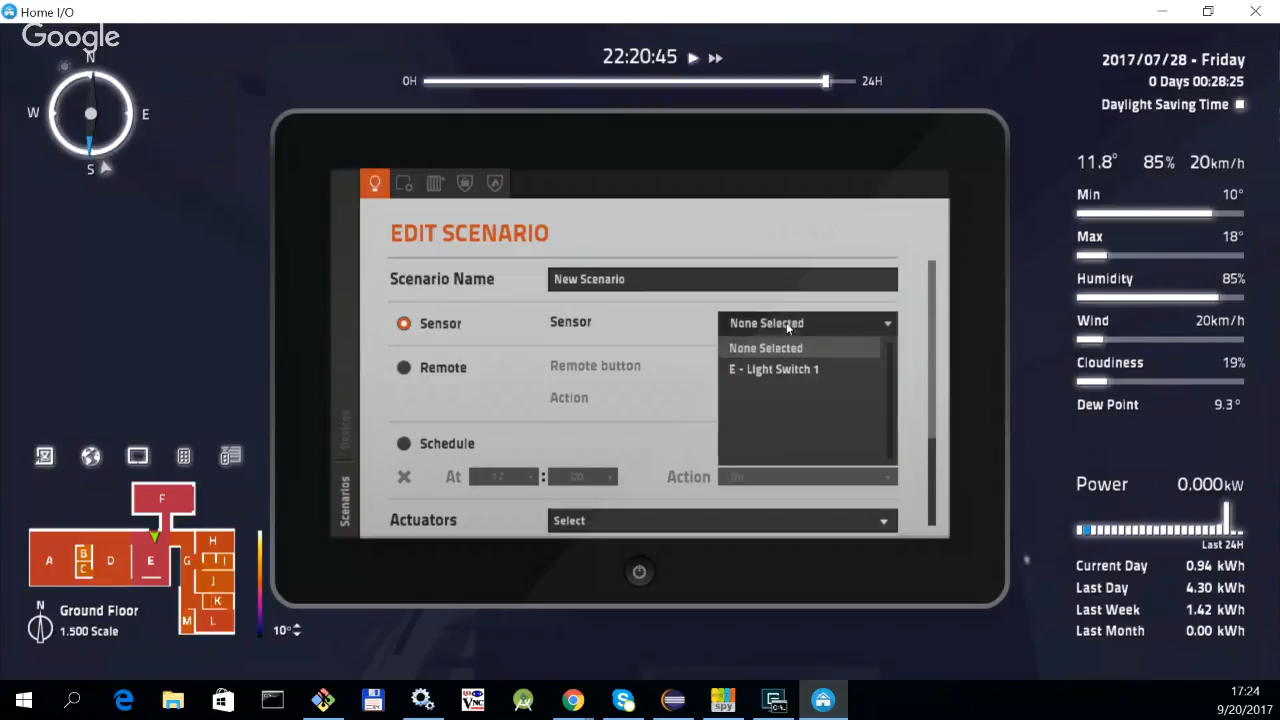 Home I/O
Google
N
W
E
S
22:20:45
0H
24H
2017/07/28 - Friday
0 Days 00:28:25
Daylight Saving Time
11.8° 85% 20km/h
Min 10°
Max 18°
Humidity 85%
Wind 20km/h
Cloudiness 19%
Dew Point 9.3°
EDIT SCENARIO
Scenario Name New Scenario
Sensor Sensor None Selected
None Selected
E - Light Switch 1
Remote Remote button
Action
Schedule
At : Action
Actuators Select
Devices
Scenarios
F
A B C D E G H I J K L M
N
Ground Floor
1.500 Scale
10°
Power 0.000kW
Last 24H
Current Day 0.94 kWh
Last Day 4.30 kWh
Last Week 1.42 kWh
Last Month 0.00 kWh
VNC
spy
17:24
9/20/2017